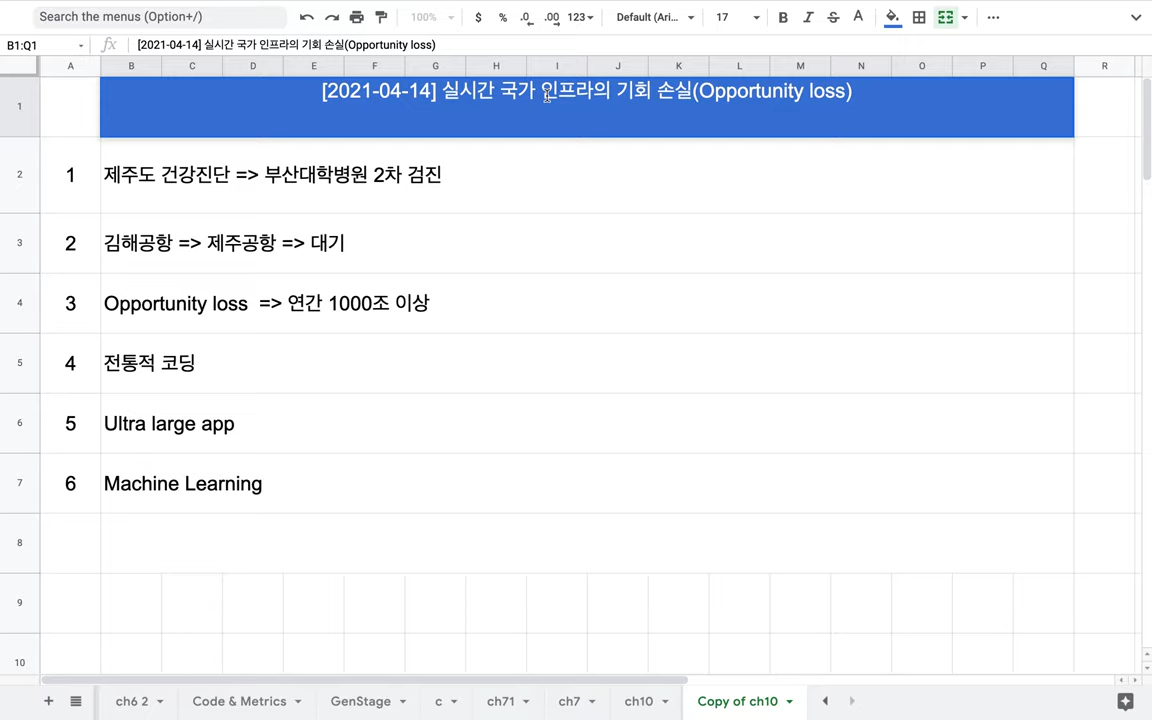 Search the menus (Option+/)
100%
$ % .0 .00 123
Default (Ari...
17
B I S A
B1:Q1
fx
[2021-04-14] 실시간 국가 인프라의 기회 손실(Opportunity loss)
A B C D E F G H I J K L M N O P Q R
1 [2021-04-14] 실시간 국가 인프라의 기회 손실(Opportunity loss)
2 1 제주도 건강진단 => 부산대학병원 2차 검진
3 2 김해공항 => 제주공항 => 대기
4 3 Opportunity loss => 연간 1000조 이상
5 4 전통적 코딩
6 5 Ultra large app
7 6 Machine Learning
8
9
10
ch6 2 Code & Metrics GenStage c ch71 ch7 ch10 Copy of ch10